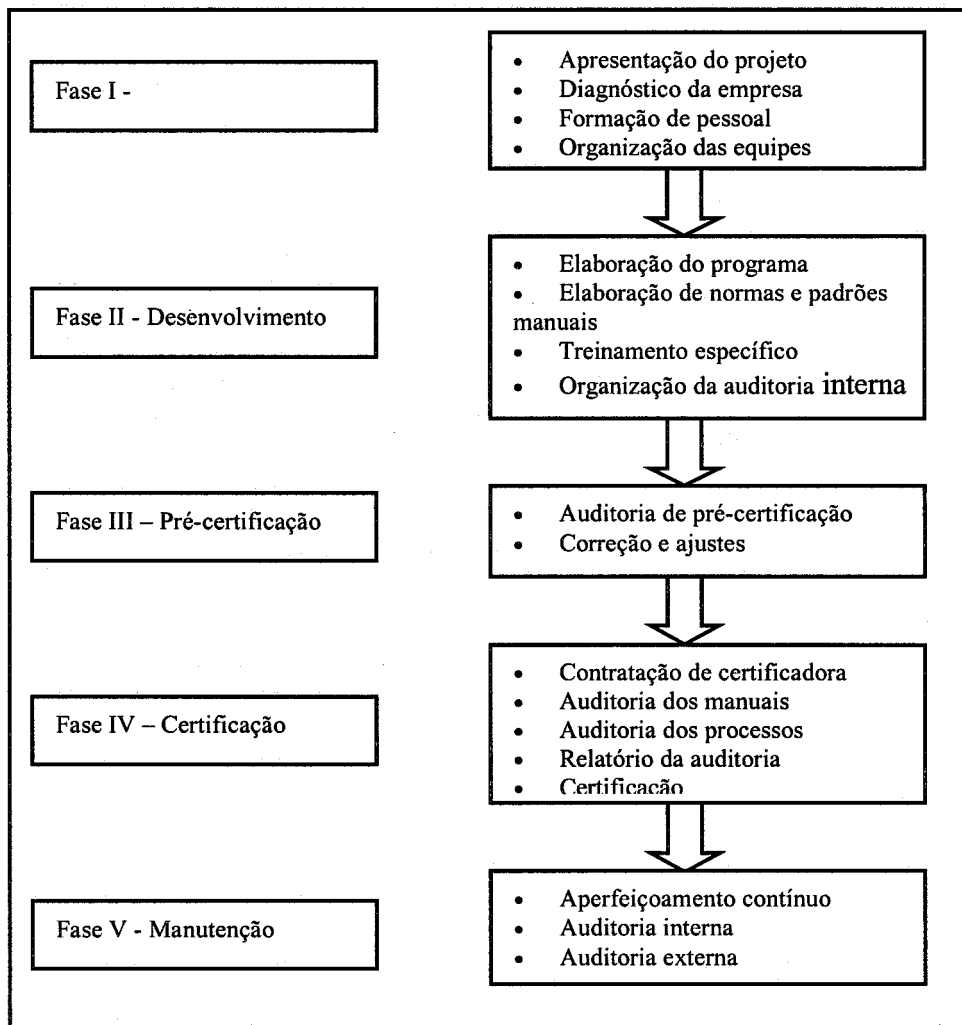 Fase I -
• Apresentação do projeto
• Diagnóstico da empresa
• Formação de pessoal
• Organização das equipes
Fase II - Desenvolvimento
• Elaboração do programa
• Elaboração de normas e padrões
manuais
• Treinamento específico
• Organização da auditoria interna
Fase III – Pré-certificação
• Auditoria de pré-certificação
• Correção e ajustes
Fase IV – Certificação
• Contratação de certificadora
• Auditoria dos manuais
• Auditoria dos processos
• Relatório da auditoria
• Certificação
Fase V - Manutenção
• Aperfeiçoamento contínuo
• Auditoria interna
• Auditoria externa